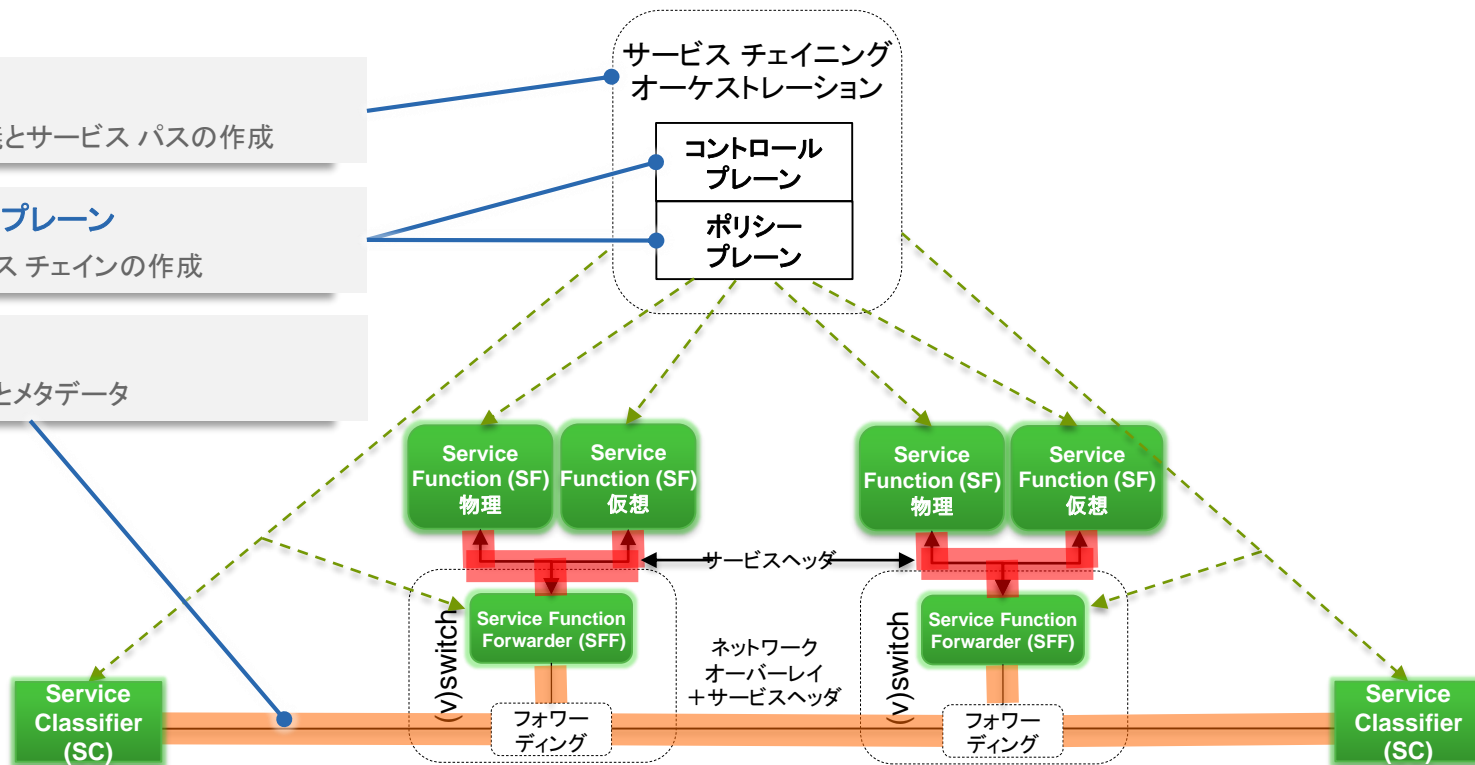 サービス チェイニング
オーケストレーション
とサービス パスの作成
コントロール
プレーン
プレーン
ポリシー
プレーン
ス チェインの作成
とメタデータ
Service
Function (SF)
物理
Service
Function (SF)
仮想
Service
Function (SF)
物理
Service
Function (SF)
仮想
サービスヘッダ
(v)switch
Service Function
Forwarder (SFF)
ネットワーク
オーバーレイ
＋サービスヘッダ
(v)switch
Service Function
Forwarder (SFF)
Service
Classifier
(SC)
フォワー
ディング
フォワー
ディング
Service
Classifier
(SC)